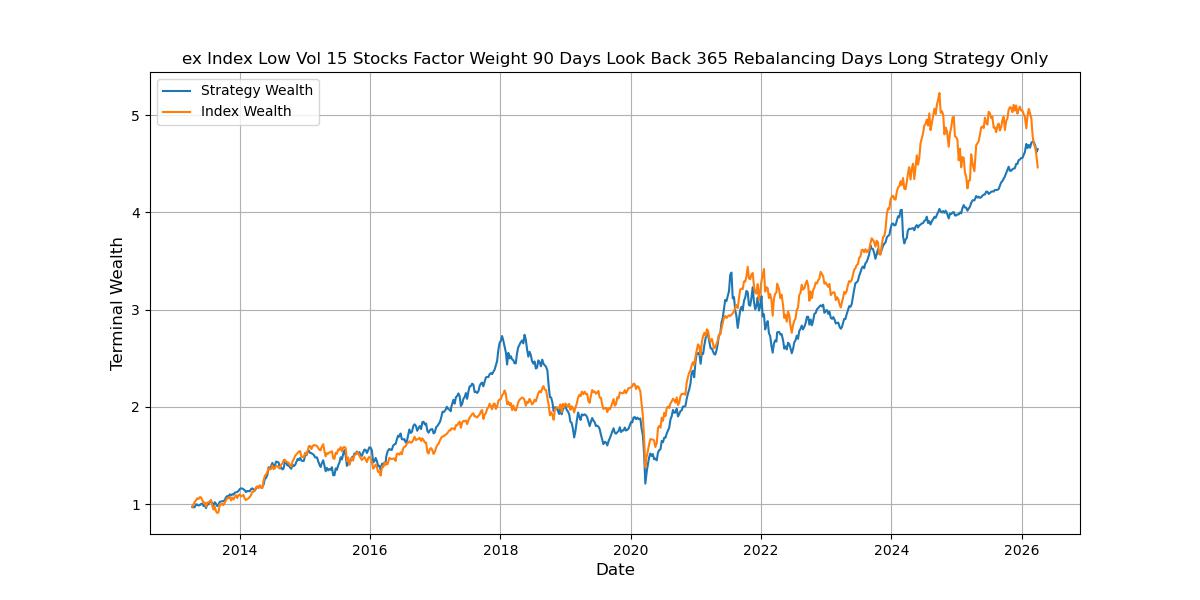 ex Index Low Vol 15 Stocks Factor Weight 90 Days Look Back 365 Rebalancing Days Long Strategy Only
Strategy Wealth
Index Wealth
Terminal Wealth
5
4
3
2
1
2014 2016 2018 2020 2022 2024 2026
Date